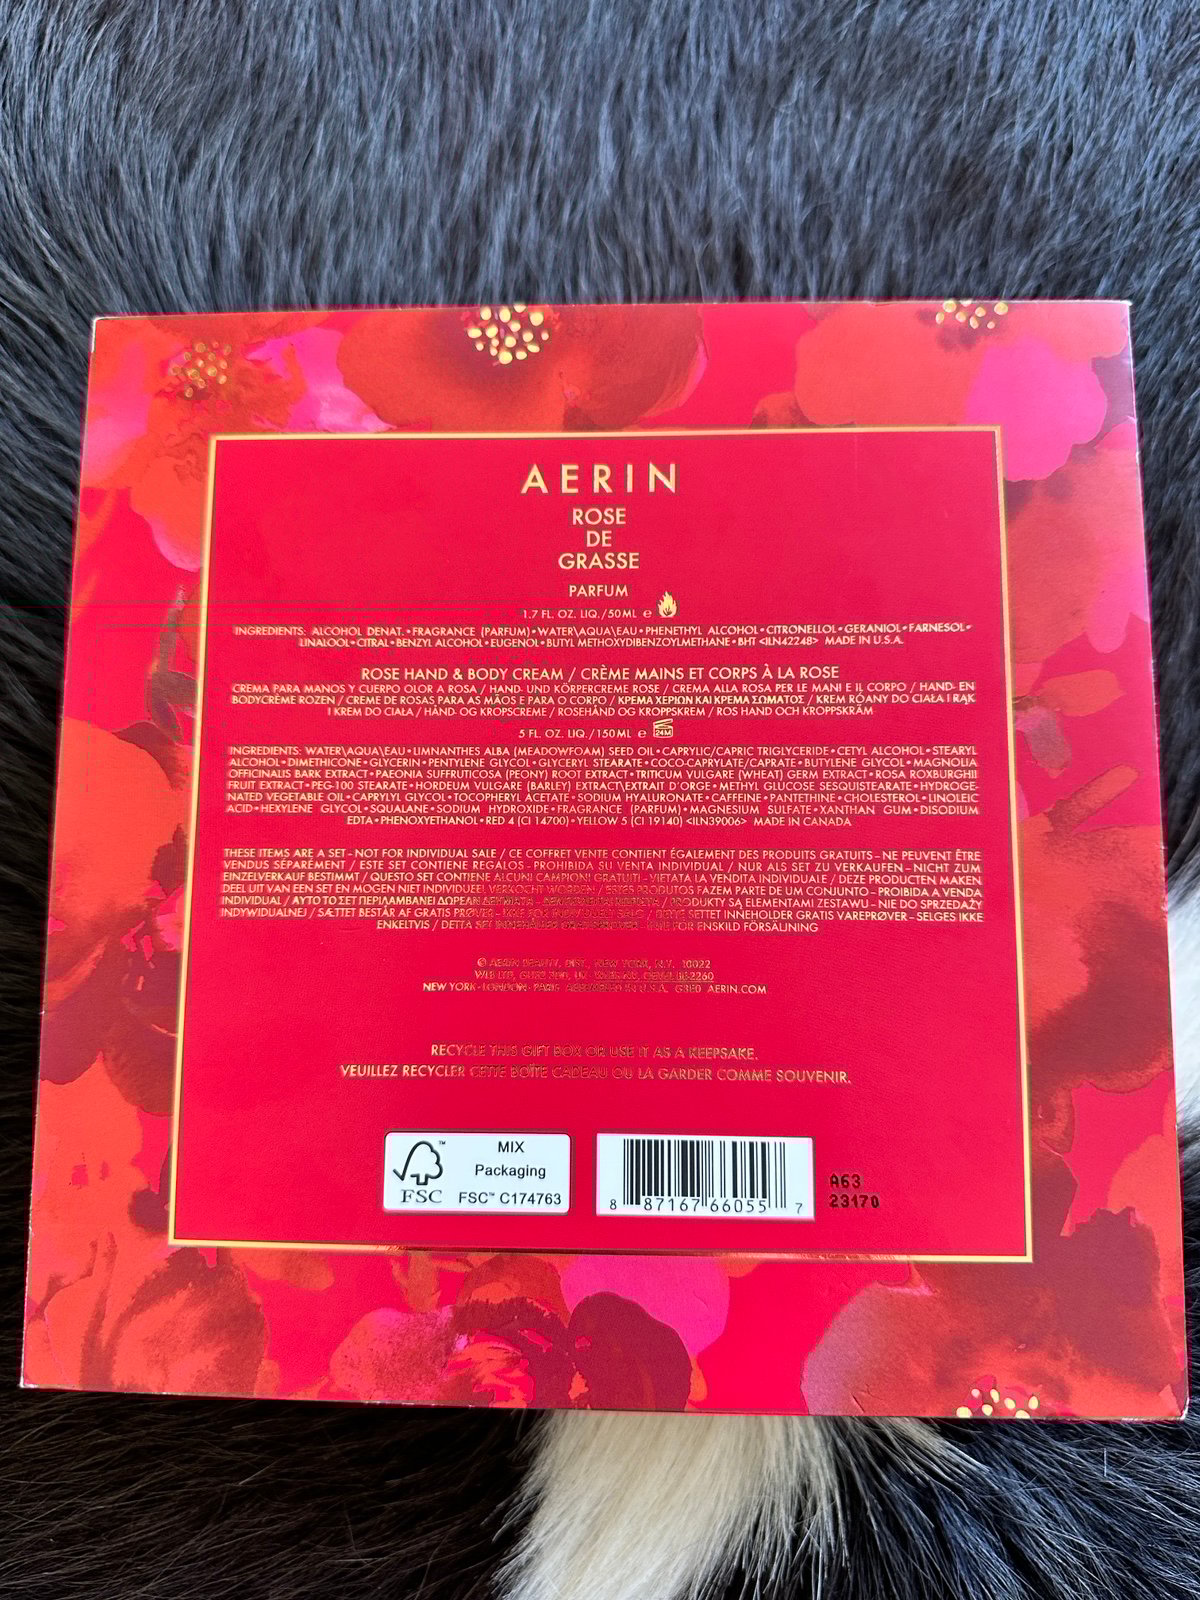 AERIN
ROSE
DE
GRASSE
PARFUM
1.7 FL. OZ. LIQ./50ML e
INGREDIENTS: ALCOHOL DENAT.•FRAGRANCE (PARFUM)•WATER\AQUA\EAU•PHENETHYL ALCOHOL•CITRONELLOL•GERANIOL•FARNESOL•
LINALOOL•CITRAL•BENZYL ALCOHOL•EUGENOL•BUTYL METHOXYDIBENZOYLMETHANE•BHT <ILN42248> MADE IN U.S.A.
ROSE HAND & BODY CREAM / CRÈME MAINS ET CORPS À LA ROSE
CREMA PARA MANOS Y CUERPO OLOR A ROSA / HAND- UND KÖRPERCREME ROSE / CREMA ALLA ROSA PER LE MANI E IL CORPO / HAND- EN
BODYCRÈME ROZEN / CREME DE ROSAS PARA AS MÃOS E PARA O CORPO / ΚΡΕΜΑ ΧΕΡΙΩΝ ΚΑΙ ΚΡΕΜΑ ΣΩΜΑΤΟΣ / KREM RÓŻANY DO CIAŁA I RĄK
I KREM DO CIAŁA / HÅND- OG KROPSCREME / ROSEHÅND OG KROPPSKREM / ROS HAND OCH KROPPSKRÄM
5 FL. OZ. LIQ./150ML e 24M
INGREDIENTS: WATER\AQUA\EAU•LIMNANTHES ALBA (MEADOWFOAM) SEED OIL•CAPRYLIC/CAPRIC TRIGLYCERIDE•CETYL ALCOHOL•STEARYL
ALCOHOL•DIMETHICONE•GLYCERIN•PENTYLENE GLYCOL•GLYCERYL STEARATE•COCO-CAPRYLATE/CAPRATE•BUTYLENE GLYCOL•MAGNOLIA
OFFICINALIS BARK EXTRACT•PAEONIA SUFFRUTICOSA (PEONY) ROOT EXTRACT•TRITICUM VULGARE (WHEAT) GERM EXTRACT•ROSA ROXBURGHII
FRUIT EXTRACT•PEG-100 STEARATE•HORDEUM VULGARE (BARLEY) EXTRACT\EXTRAIT D'ORGE•METHYL GLUCOSE SESQUISTEARATE•HYDROGE-
NATED VEGETABLE OIL•CAPRYLYL GLYCOL•TOCOPHERYL ACETATE•SODIUM HYALURONATE•CAFFEINE•PANTETHINE•CHOLESTEROL•LINOLEIC
ACID•HEXYLENE GLYCOL•SQUALANE•SODIUM HYDROXIDE•FRAGRANCE (PARFUM)•MAGNESIUM SULFATE•XANTHAN GUM•DISODIUM
EDTA•PHENOXYETHANOL•RED 4 (CI 14700)•YELLOW 5 (CI 19140) <ILN39006> MADE IN CANADA
THESE ITEMS ARE A SET – NOT FOR INDIVIDUAL SALE / CE COFFRET VENTE CONTIENT ÉGALEMENT DES PRODUITS GRATUITS – NE PEUVENT ÊTRE
VENDUS SÉPARÉMENT / ESTE SET CONTIENE REGALOS - PROHIBIDA SU VENTA INDIVIDUAL / NUR ALS SET ZU VERKAUFEN – NICHT ZUM
EINZELVERKAUF BESTIMMT / QUESTO SET CONTIENE ALCUNI CAMPIONI GRATUITI – VIETATA LA VENDITA INDIVIDUALE / DEZE PRODUCTEN MAKEN
DEEL UIT VAN EEN SET EN MOGEN NIET INDIVIDUEEL VERKOCHT WORDEN / ESTES PRODUTOS FAZEM PARTE DE UM CONJUNTO – PROIBIDA A VENDA
INDIVIDUAL / ΑΥΤΟ ΤΟ ΣΕΤ ΠΕΡΙΛΑΜΒΑΝΕΙ ΔΩΡΕΑΝ ΔΕΙΓΜΑΤΑ / PRODUKTY SĄ ELEMENTAMI ZESTAWU – NIE DO SPRZEDAŻY
INDYWIDUALNEJ / SÆTTET BESTÅR AF GRATIS PRØVER – / DETTE SETTET INNEHOLDER GRATIS VAREPRØVER – SELGES IKKE
ENKELTVIS / DETTA SET INNEHÅLLER FOR ENSKILD FÖRSÄLJNING
© AERIN BEAUTY, DIST., NEW YORK, N.Y. 10022
NEW YORK • LONDON • PARIS ASSEMBLED IN U.S.A. AERIN.COM
RECYCLE THIS GIFT BOX OR USE IT AS A KEEPSAKE.
VEUILLEZ RECYCLER CETTE BOÎTE CADEAU OU LA GARDER COMME SOUVENIR.
FSC
MIX
Packaging
FSC™ C174763
8 87167 66055 7
A63
23170